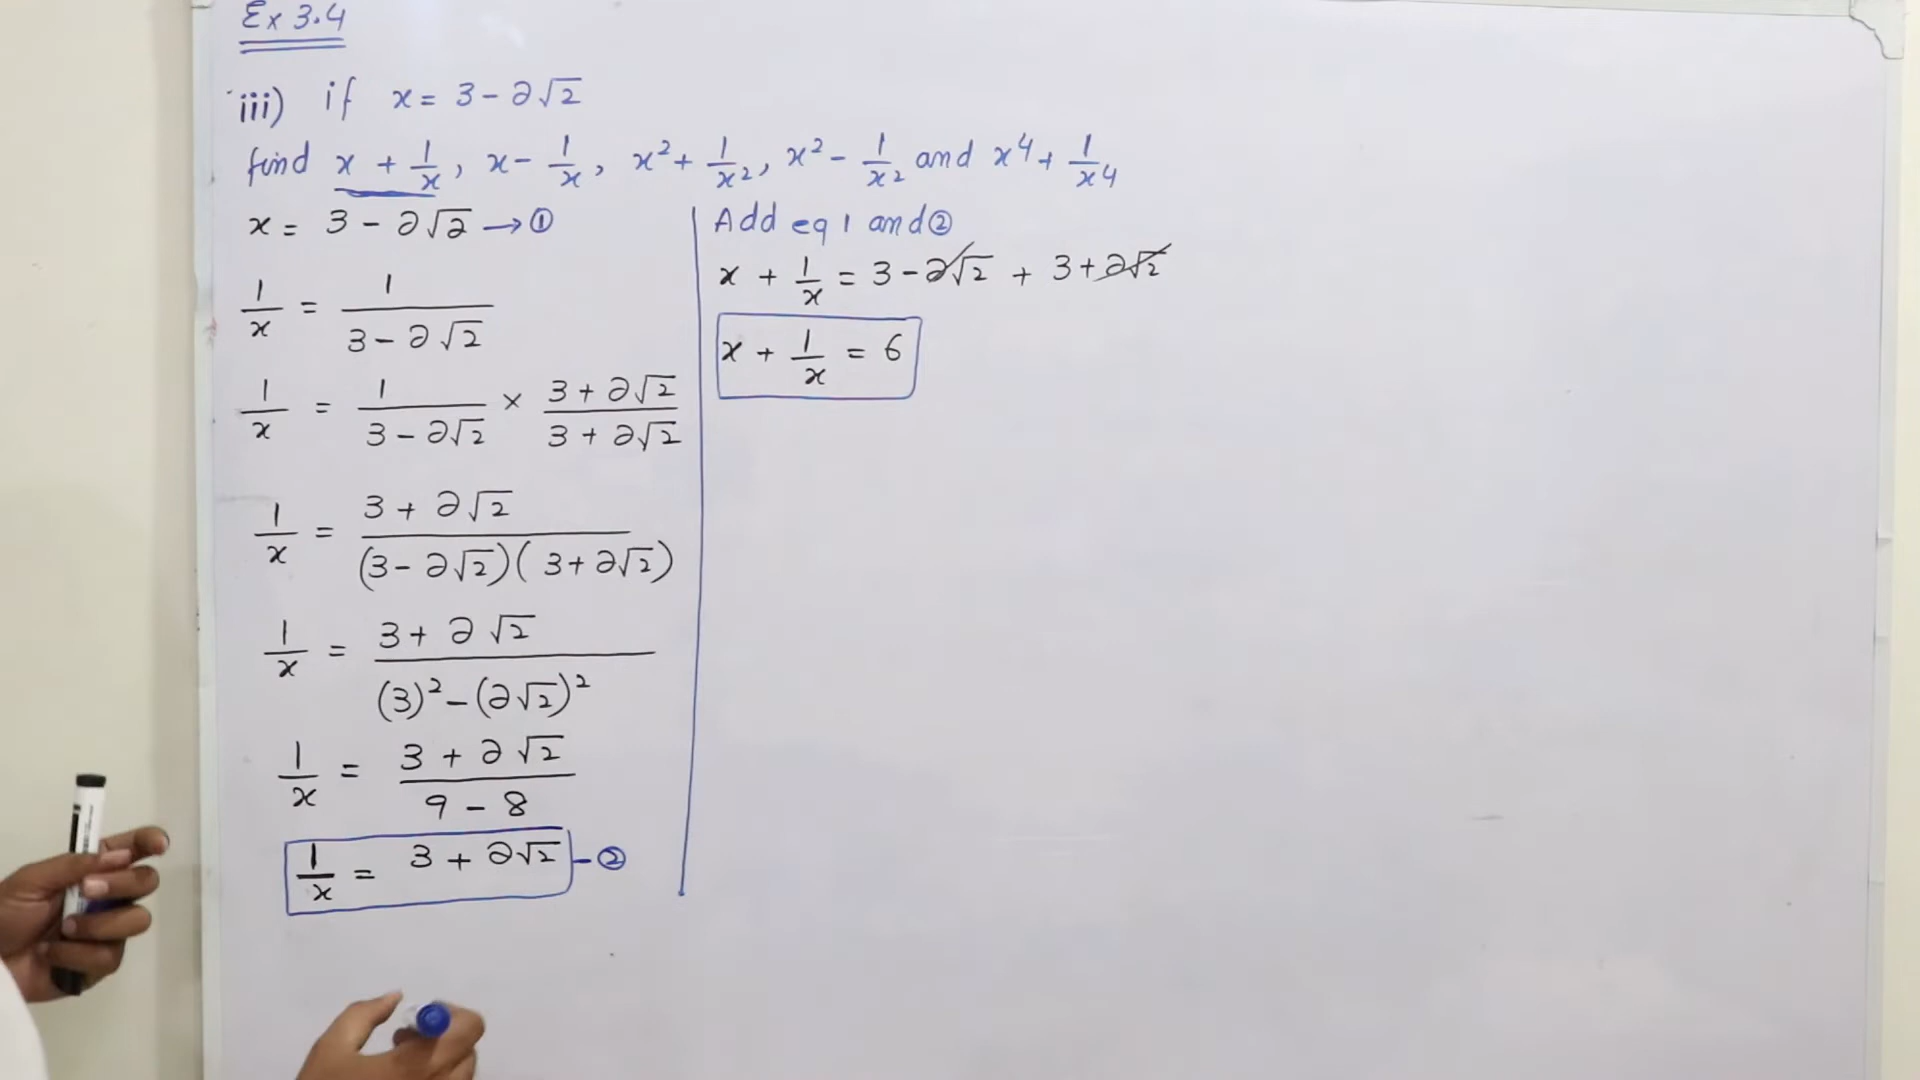 Ex 3.4
iii) if x = 3 - 2√2
find x + 1/x, x - 1/x, x² + 1/x², x² - 1/x² and x⁴ + 1/x⁴
x = 3 - 2√2 → ①
1/x = 1/(3 - 2√2)
1/x = 1/(3 - 2√2) × (3 + 2√2)/(3 + 2√2)
1/x = (3 + 2√2)/((3 - 2√2)(3 + 2√2))
1/x = (3 + 2√2)/((3)² - (2√2)²)
1/x = (3 + 2√2)/(9 - 8)
1/x = 3 + 2√2 - ②
Add eq 1 and ②
x + 1/x = 3 - 2√2 + 3 + 2√2
x + 1/x = 6